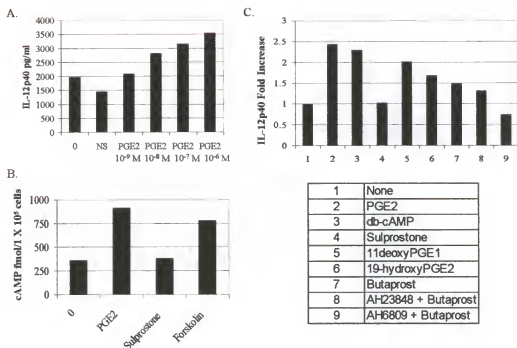 A.
IL-12p40 pg/ml
4000
3500
3000
2500
2000
1500
1000
500
0
0 NS PGE2 PGE2 PGE2 PGE2
10-9 M 10-8 M 10-7 M 10-6 M
B.
cAMP fmol/1 X 10⁶ cells
1000
750
500
250
0
0 PGE2 Sulprostone Forskolin
C.
IL-12p40 Fold Increase
3
2.5
2
1.5
1
0.5
0
1 2 3 4 5 6 7 8 9
1 None
2 PGE2
3 db-cAMP
4 Sulprostone
5 11deoxyPGE1
6 19-hydroxyPGE2
7 Butaprost
8 AH23848 + Butaprost
9 AH6809 + Butaprost